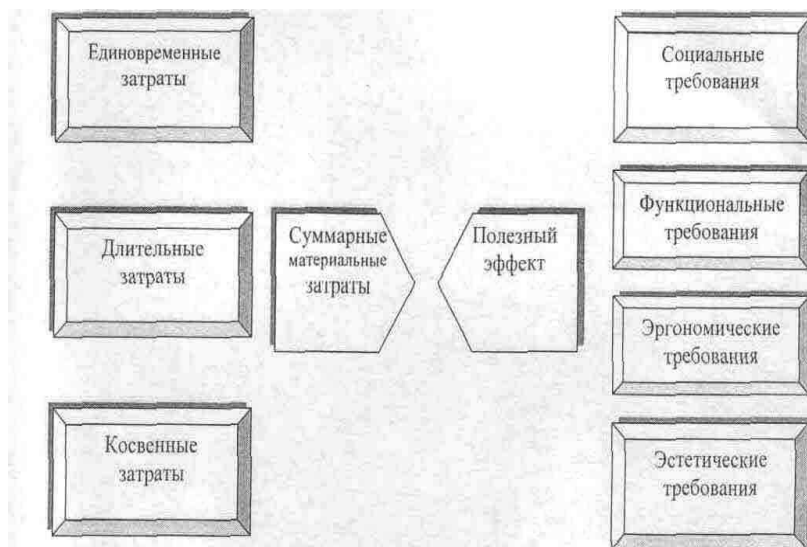 Единовременные
затраты
Длительные
затраты
Косвенные
затраты
Суммарные
материальные
затраты
Полезный
эффект
Социальные
требования
Функциональные
требования
Эргономические
требования
Эстетические
требования